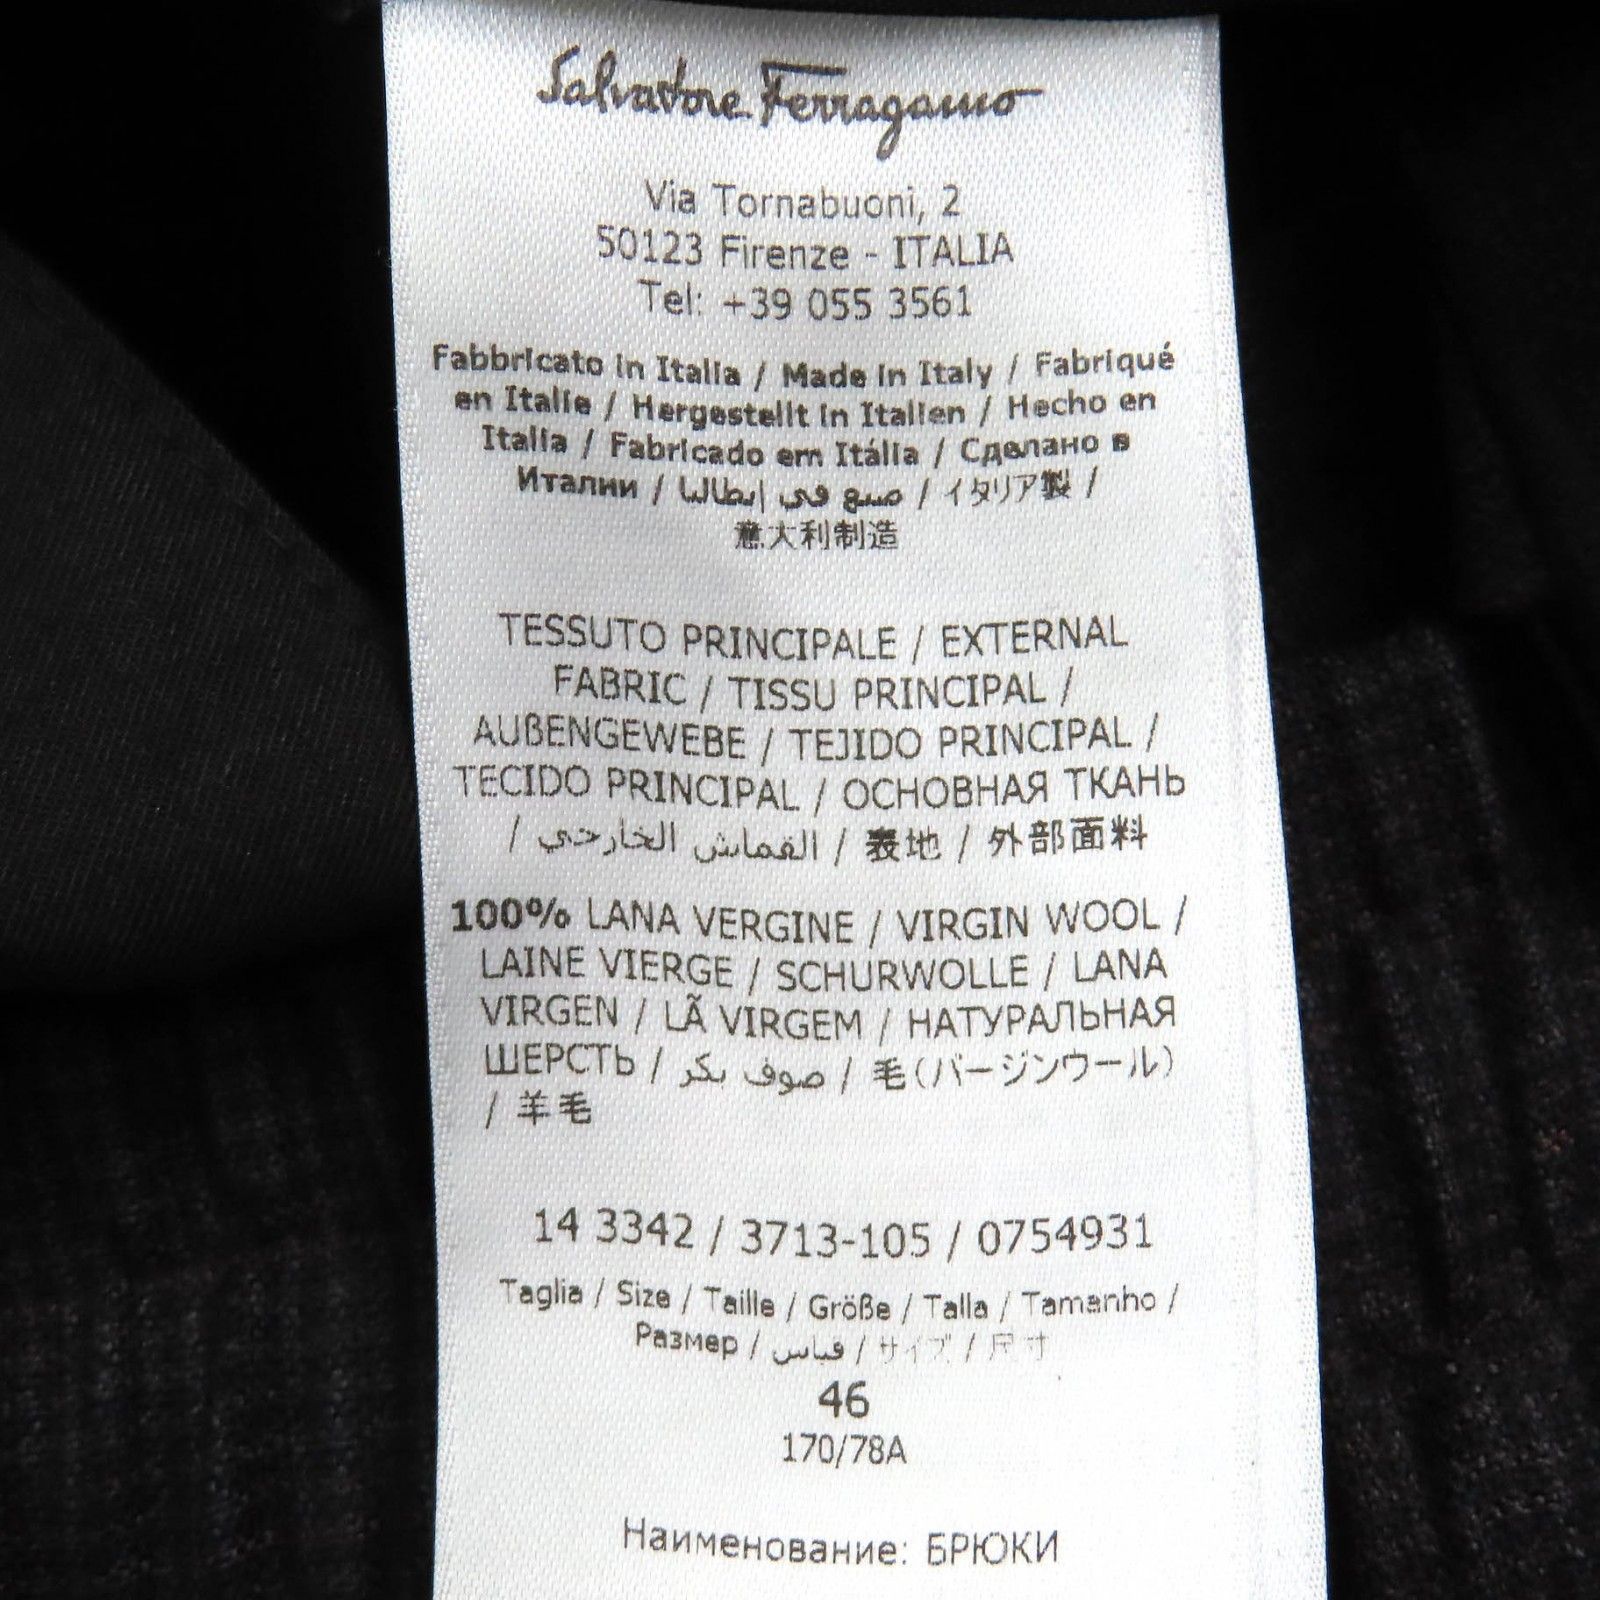 Salvatore Ferragamo
Via Tornabuoni, 2
50123 Firenze - ITALIA
Tel: +39 055 3561
Fabbricato in Italia / Made in Italy / Fabriqué
en Italie / Hergestellt in Italien / Hecho en
Italia / Fabricado em Itália / Сделано в
Италии / صنع في إيطاليا / イタリア製 /
意大利制造
TESSUTO PRINCIPALE / EXTERNAL
FABRIC / TISSU PRINCIPAL /
AUßENGEWEBE / TEJIDO PRINCIPAL /
TECIDO PRINCIPAL / ОСНОВНАЯ ТКАНЬ
/ القماش الخارجي / 表地 / 外部面料
100% LANA VERGINE / VIRGIN WOOL /
LAINE VIERGE / SCHURWOLLE / LANA
VIRGEN / LÃ VIRGEM / НАТУРАЛЬНАЯ
ШЕРСТЬ / صوف بكر / 毛(バージンウール)
/ 羊毛
14 3342 / 3713-105 / 0754931
Taglia / Size / Taille / Größe / Talla / Tamanho /
Размер / قياس / サイズ / 尺寸
46
170/78A
Наименование: БРЮКИ